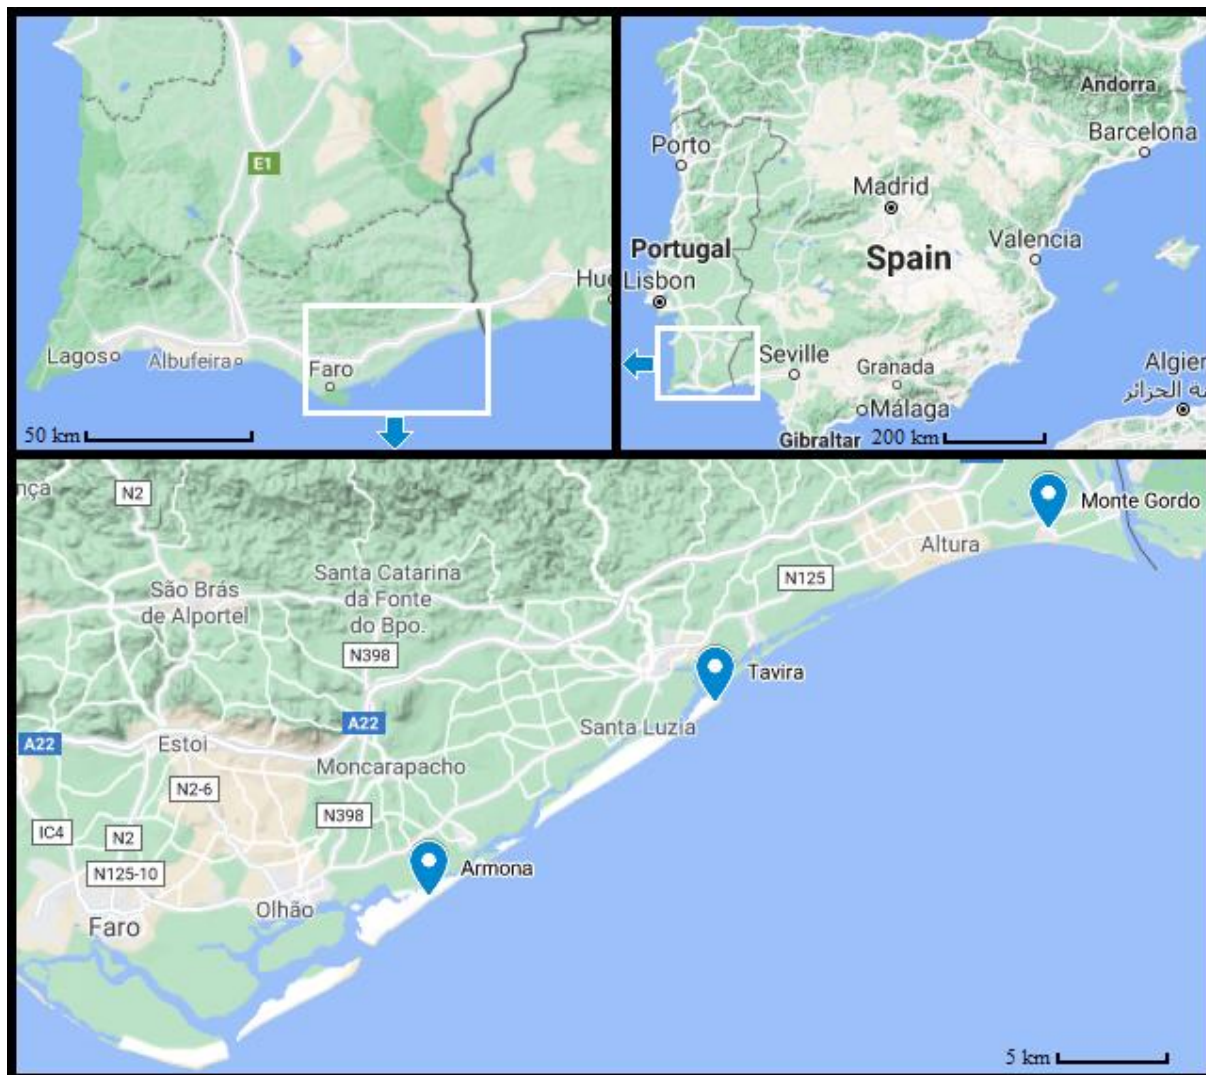 E1
Hue
Lagos
Albufeira
Faro
50 km
Andorra
Porto
Barcelona
Madrid
Portugal
Spain
Valencia
Lisbon
Seville
Granada
Algier
مة الجزائر
Málaga
Gibraltar
200 km
nça
N2
Monte Gordo
Altura
São Brás
de Alportel
Santa Catarina
da Fonte
do Bpo.
N125
N398
Tavira
A22
Santa Luzia
A22
Estoi
Moncarapacho
N2-6
N398
IC4
N2
N125-10
Armona
Olhão
Faro
5 km